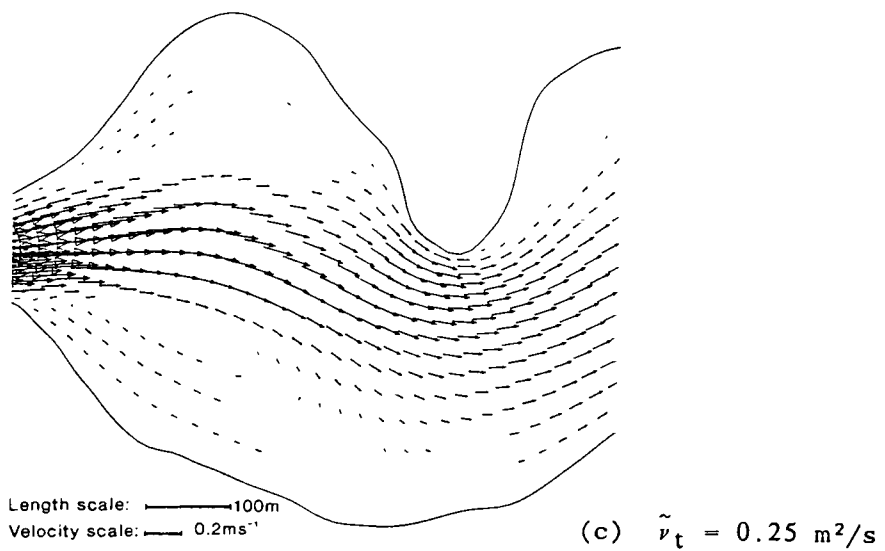 Length scale: 100m
Velocity scale: 0.2ms⁻¹
(c) ν̃ₜ = 0.25 m²/s